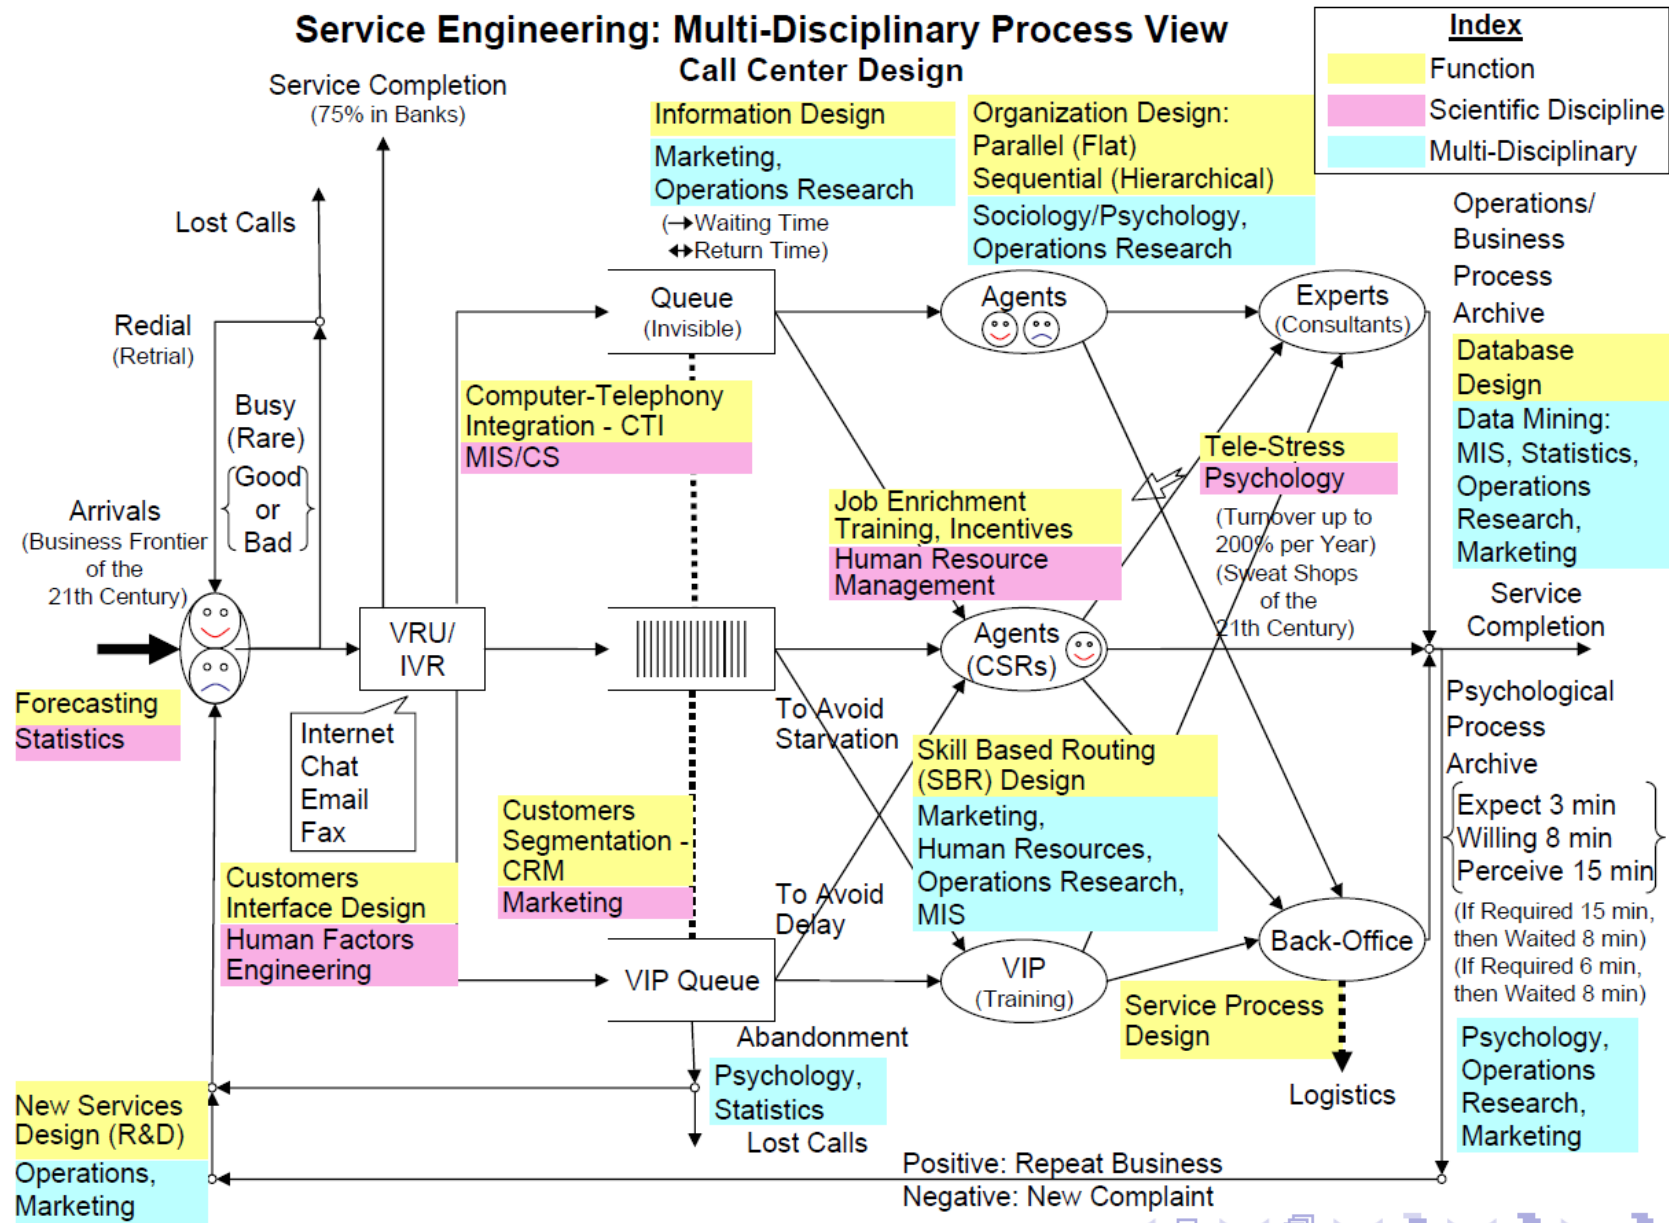 Service Engineering: Multi-Disciplinary Process View
Call Center Design
Index
Function
Scientific Discipline
Multi-Disciplinary
Service Completion
(75% in Banks)
Information Design
Marketing,
Operations Research
(→Waiting Time
↔Return Time)
Organization Design:
Parallel (Flat)
Sequential (Hierarchical)
Sociology/Psychology,
Operations Research
Operations/
Business
Process
Archive
Database
Design
Data Mining:
MIS, Statistics,
Operations
Research,
Marketing
Lost Calls
Redial
(Retrial)
Busy
(Rare)
Good
or
Bad
Queue
(Invisible)
Agents
Experts
(Consultants)
Computer-Telephony
Integration - CTI
MIS/CS
Tele-Stress
Psychology
(Turnover up to
200% per Year)
(Sweat Shops
of the
21th Century)
Job Enrichment
Training, Incentives
Human Resource
Management
Arrivals
(Business Frontier
of the
21th Century)
VRU/
IVR
Agents
(CSRs)
Service
Completion
Forecasting
Statistics
Internet
Chat
Email
Fax
To Avoid
Starvation
Skill Based Routing
(SBR) Design
Marketing,
Human Resources,
Operations Research,
MIS
Psychological
Process
Archive
Expect 3 min
Willing 8 min
Perceive 15 min
(If Required 15 min,
then Waited 8 min)
(If Required 6 min,
then Waited 8 min)
Customers
Segmentation -
CRM
Marketing
Customers
Interface Design
Human Factors
Engineering
To Avoid
Delay
VIP Queue
VIP
(Training)
Back-Office
Service Process
Design
Logistics
Psychology,
Operations
Research,
Marketing
Abandonment
Psychology,
Statistics
Lost Calls
New Services
Design (R&D)
Operations,
Marketing
Positive: Repeat Business
Negative: New Complaint